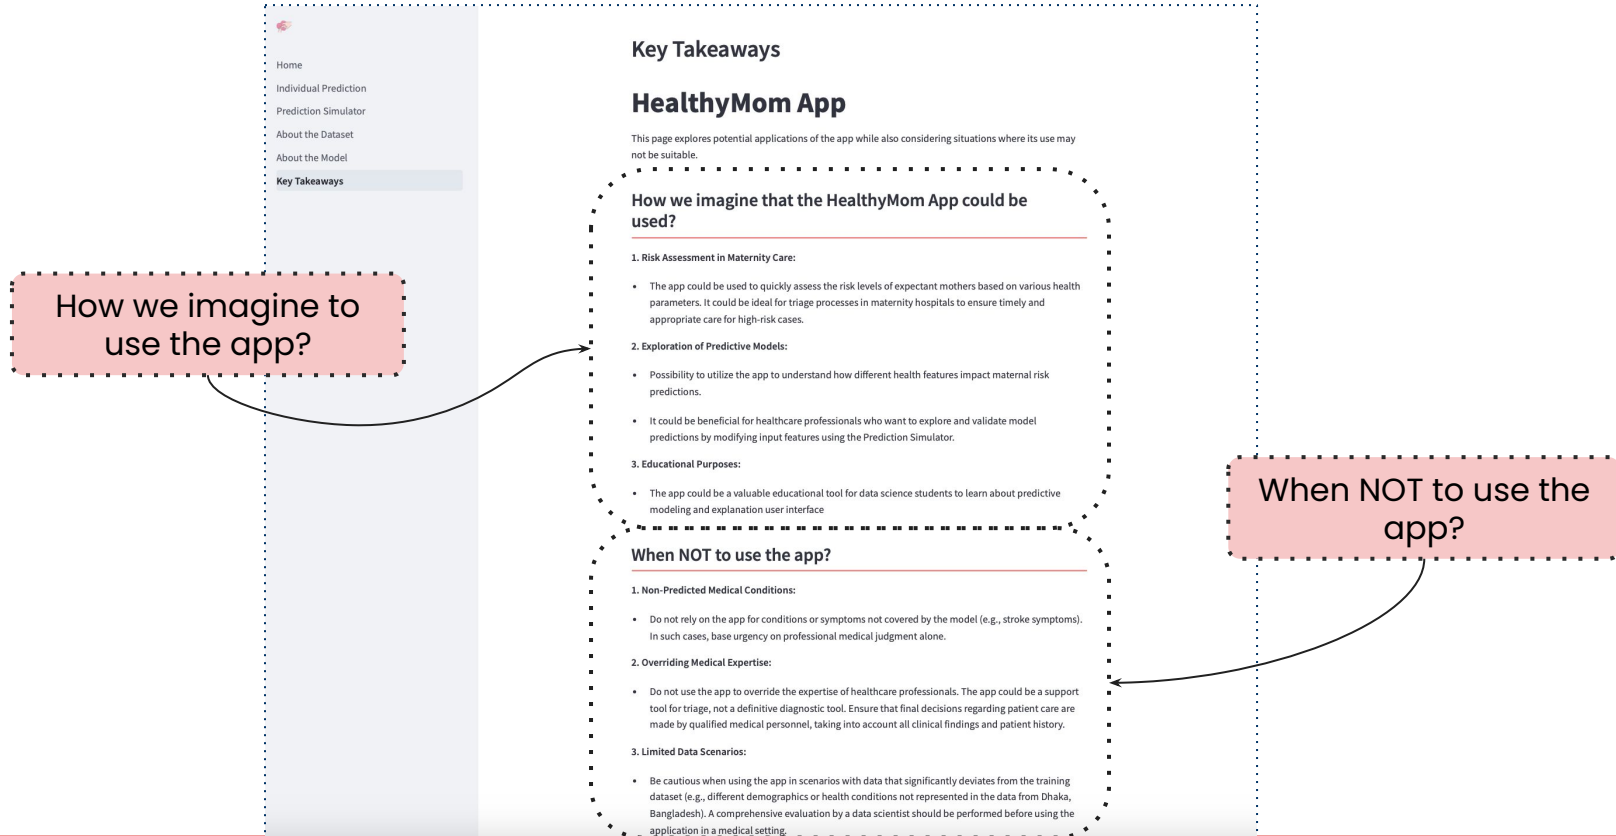 Home
Individual Prediction
Prediction Simulator
About the Dataset
About the Model
Key Takeaways
Key Takeaways
HealthyMom App
This page explores potential applications of the app while also considering situations where its use may
not be suitable.
How we imagine that the HealthyMom App could be
used?
1. Risk Assessment in Maternity Care:
• The app could be used to quickly assess the risk levels of expectant mothers based on various health
parameters. It could be ideal for triage processes in maternity hospitals to ensure timely and
appropriate care for high-risk cases.
2. Exploration of Predictive Models:
• Possibility to utilize the app to understand how different health features impact maternal risk
predictions.
• It could be beneficial for healthcare professionals who want to explore and validate model
predictions by modifying input features using the Prediction Simulator.
3. Educational Purposes:
• The app could be a valuable educational tool for data science students to learn about predictive
modeling and explanation user interface
When NOT to use the app?
1. Non-Predicted Medical Conditions:
• Do not rely on the app for conditions or symptoms not covered by the model (e.g., stroke symptoms).
In such cases, base urgency on professional medical judgment alone.
2. Overriding Medical Expertise:
• Do not use the app to override the expertise of healthcare professionals. The app could be a support
tool for triage, not a definitive diagnostic tool. Ensure that final decisions regarding patient care are
made by qualified medical personnel, taking into account all clinical findings and patient history.
3. Limited Data Scenarios:
• Be cautious when using the app in scenarios with data that significantly deviates from the training
dataset (e.g., different demographics or health conditions not represented in the data from Dhaka,
Bangladesh). A comprehensive evaluation by a data scientist should be performed before using the
application in a medical setting.
How we imagine to
use the app?
When NOT to use the
app?